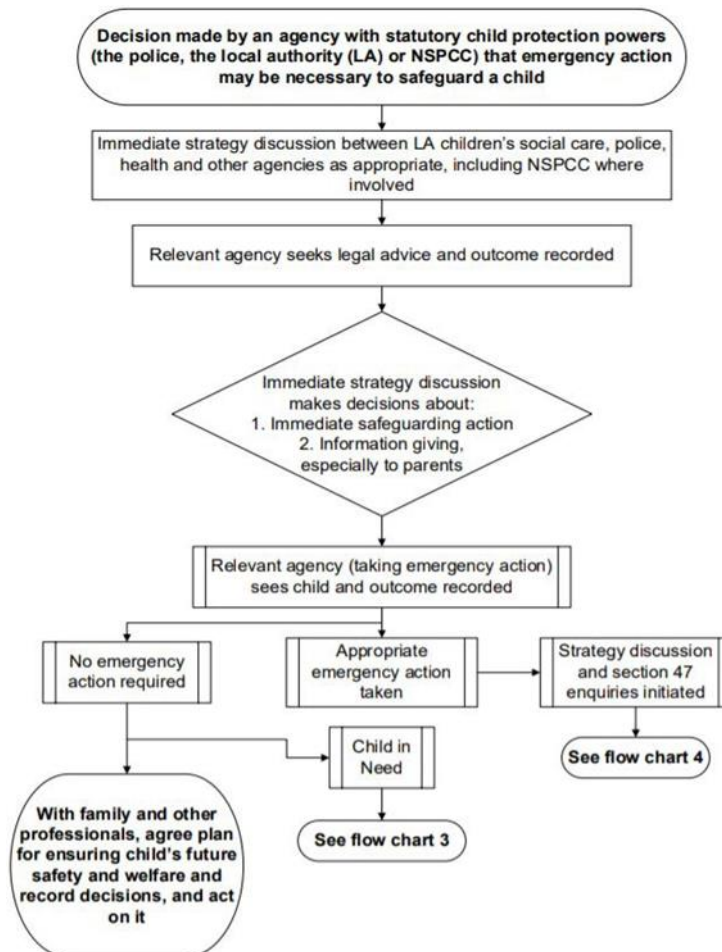 Decision made by an agency with statutory child protection powers
(the police, the local authority (LA) or NSPCC) that emergency action
may be necessary to safeguard a child
Immediate strategy discussion between LA children's social care, police,
health and other agencies as appropriate, including NSPCC where
involved
Relevant agency seeks legal advice and outcome recorded
Immediate strategy discussion
makes decisions about:
1. Immediate safeguarding action
2. Information giving,
especially to parents
Relevant agency (taking emergency action)
sees child and outcome recorded
No emergency
action required
Appropriate
emergency action
taken
Strategy discussion
and section 47
enquiries initiated
Child in
Need
See flow chart 4
With family and other
professionals, agree plan
for ensuring child's future
safety and welfare and
record decisions, and act
on it
See flow chart 3